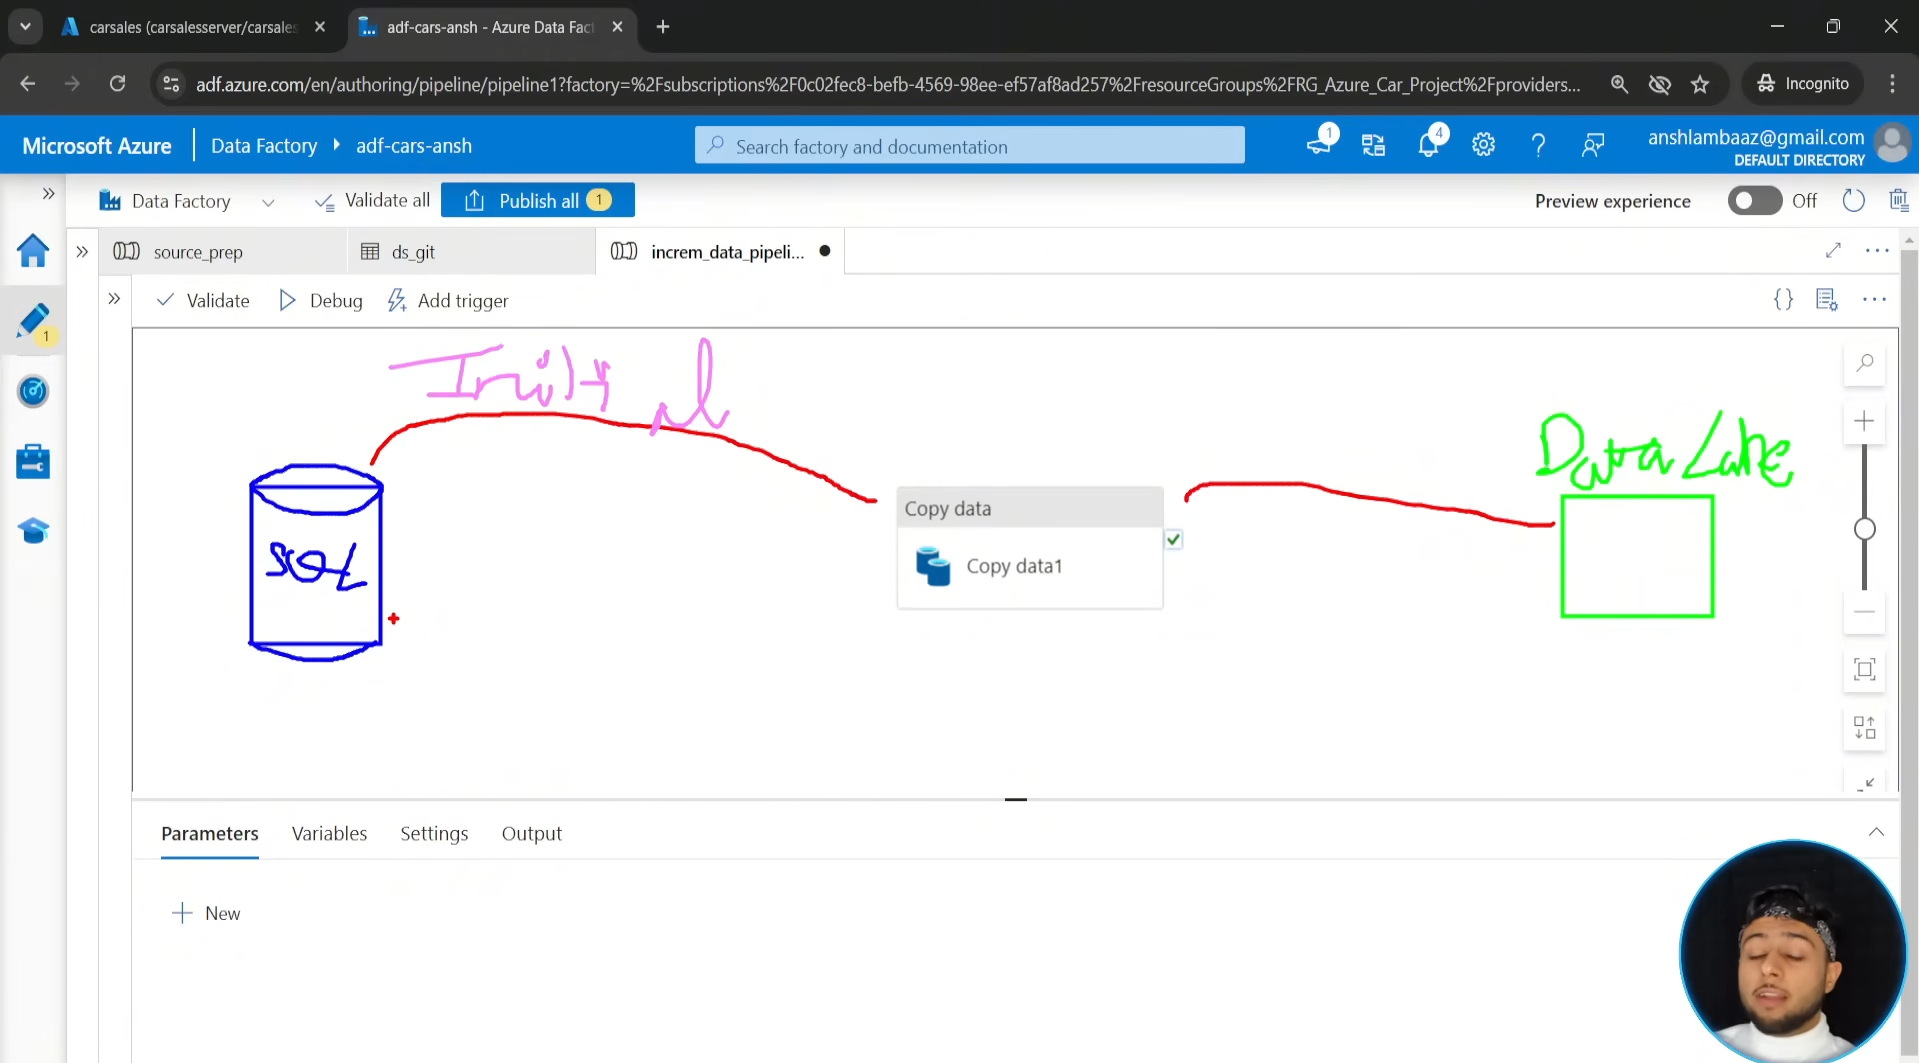 carsales (carsalesserver/carsales
adf-cars-ansh - Azure Data Fact
adf.azure.com/en/authoring/pipeline/pipeline1?factory=%2Fsubscriptions%2F0c02fec8-befb-4569-98ee-ef57af8ad257%2FresourceGroups%2FRG_Azure_Car_Project%2Fproviders...
Incognito
Microsoft Azure
Data Factory
adf-cars-ansh
Search factory and documentation
1
4
anshlambaaz@gmail.com
DEFAULT DIRECTORY
Data Factory
Validate all
Publish all 1
Preview experience
Off
source_prep
ds_git
increm_data_pipeli...
1
Validate
Debug
Add trigger
Data Lake
SQL
Copy data
Copy data1
Parameters
Variables
Settings
Output
New